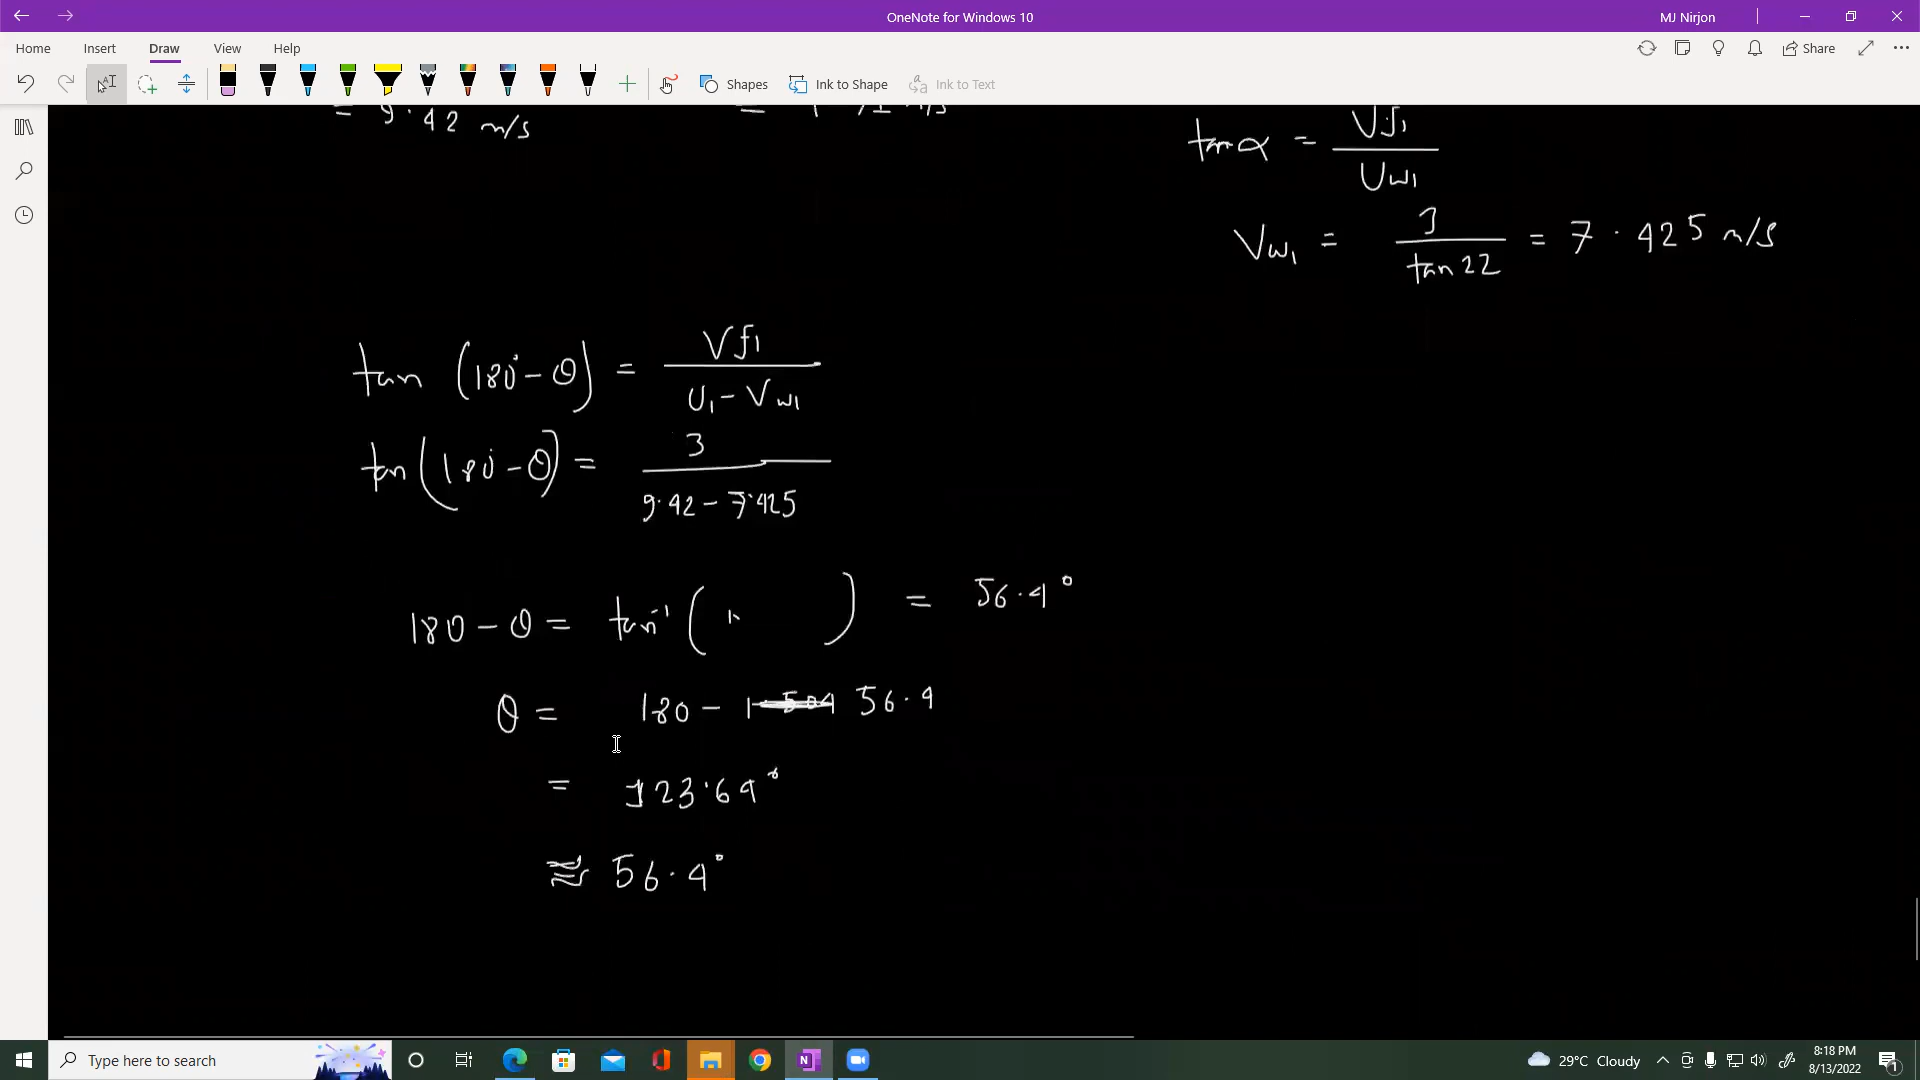 OneNote for Windows 10
MJ Nirjon
Home Insert Draw View Help
Share
Shapes
Ink to Shape
Ink to Text
= 9.42 m/s
tan α = Vf1 / Uw1
Vw1 = 3 / tan 22 = 7.425 m/s
tan (180° - θ) = Vf1 / U1 - Vw1
tan (180° - θ) = 3 / 9.42 - 7.425
180 - θ = tan⁻¹ ( " ) = 56.4°
θ = 180 - 56.4
= 123.64°
≈ 56.4°
Type here to search
29°C Cloudy
8:18 PM
8/13/2022
1